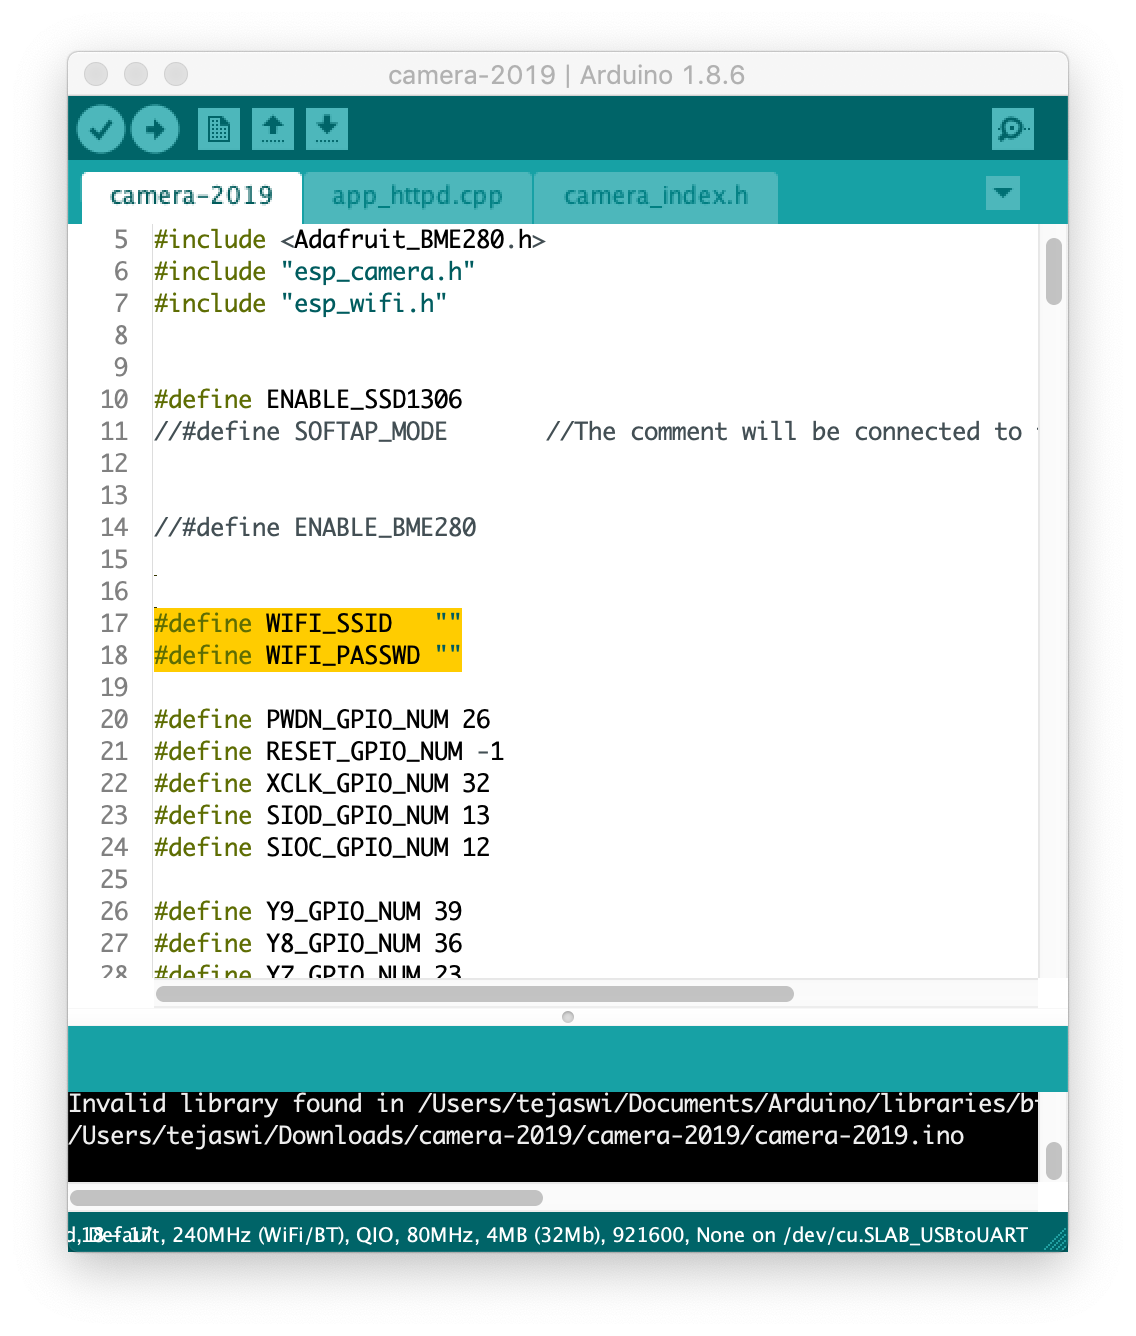 camera-2019 | Arduino 1.8.6
camera-2019 app_httpd.cpp camera_index.h
5 #include <Adafruit_BME280.h>
6 #include "esp_camera.h"
7 #include "esp_wifi.h"
8
9
10 #define ENABLE_SSD1306
11 //#define SOFTAP_MODE       //The comment will be connected to
12
13
14 //#define ENABLE_BME280
15
16
17 #define WIFI_SSID   ""
18 #define WIFI_PASSWD ""
19
20 #define PWDN_GPIO_NUM 26
21 #define RESET_GPIO_NUM -1
22 #define XCLK_GPIO_NUM 32
23 #define SIOD_GPIO_NUM 13
24 #define SIOC_GPIO_NUM 12
25
26 #define Y9_GPIO_NUM 39
27 #define Y8_GPIO_NUM 36
28 #define Y7_GPIO_NUM 23
Invalid library found in /Users/tejaswi/Documents/Arduino/libraries/
/Users/tejaswi/Downloads/camera-2019/camera-2019/camera-2019.ino
18 - 17 Default, 240MHz (WiFi/BT), QIO, 80MHz, 4MB (32Mb), 921600, None on /dev/cu.SLAB_USBtoUART